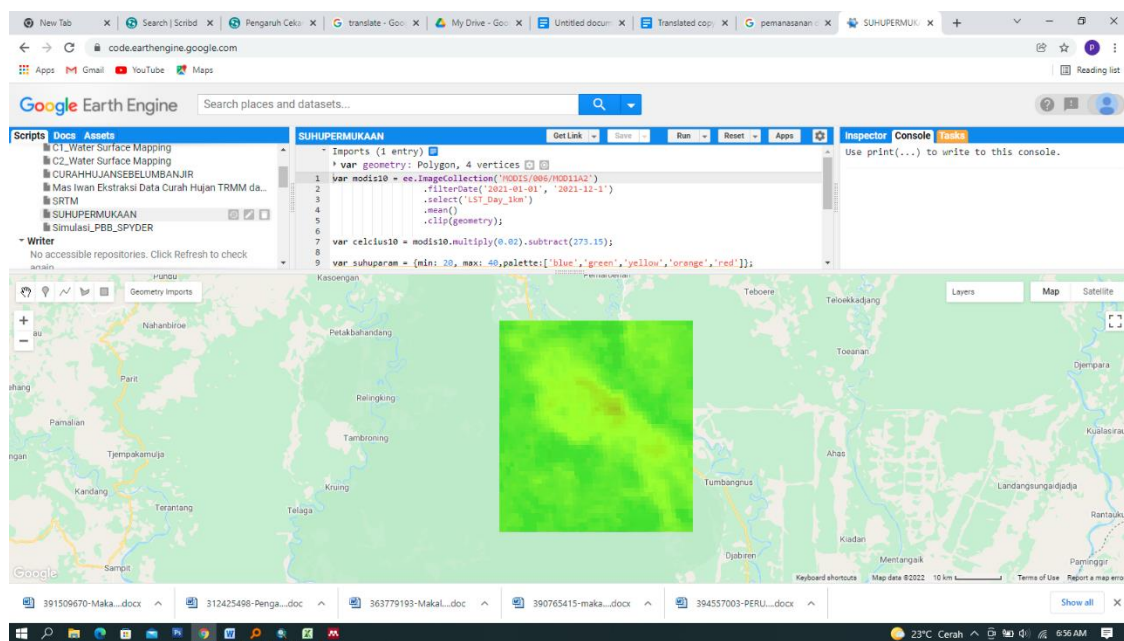 New Tab
Search | Scribd
Pengaruh Ceka
translate - Goo
My Drive - Goo
Untitled docum
Translated copy
pemanasanan
SUHUPERMUK
code.earthengine.google.com
Apps Gmail YouTube Maps
Reading list
Google Earth Engine
Search places and datasets...
Scripts Docs Assets
C1_Water Surface Mapping
C2_Water Surface Mapping
CURAHHUJANSEBELUMBANJIR
Mas Iwan Ekstraksi Data Curah Hujan TRMM da...
SRTM
SUHUPERMUKAAN
Simulasi_PBB_SPYDER
Writer
No accessible repositories. Click Refresh to check
again
SUHUPERMUKAAN
Get Link Save Run Reset Apps
Imports (1 entry)
var geometry: Polygon, 4 vertices
1 var modis10 = ee.ImageCollection('MODIS/006/MOD11A2')
2 .filterDate('2021-01-01', '2021-12-1')
3 .select('LST_Day_1km')
4 .mean()
5 .clip(geometry);
6
7 var celcius10 = modis10.multiply(0.02).subtract(273.15);
8
9 var suhuparam = {min: 20, max: 40,palette:['blue','green','yellow','orange','red']};
Inspector Console Tasks
Use print(...) to write to this console.
Geometry Imports
Layers
Map Satellite
Pundu
Kasoengan
Teboere
Teloekkadjang
Nahanbiroe
Petakbahandang
Toeanan
Djempara
Parit
Relingking
Pamalian
Tambroning
Kualasirau
Tjempakamulja
Ahas
Kandang
Kruing
Tumbangnus
Landangsungaidjadja
Terantang
Telaga
Rantauku
Kiadan
Sampit
Djabiren
Mentangaik
Paminggir
Google
Keyboard shortcuts Map data ©2022 10 km Terms of Use Report a map erro
391509670-Maka....docx
312425498-Penga....doc
363779193-Makal....doc
390765415-maka....docx
394557003-PERU....docx
Show all
23°C Cerah
6:56 AM